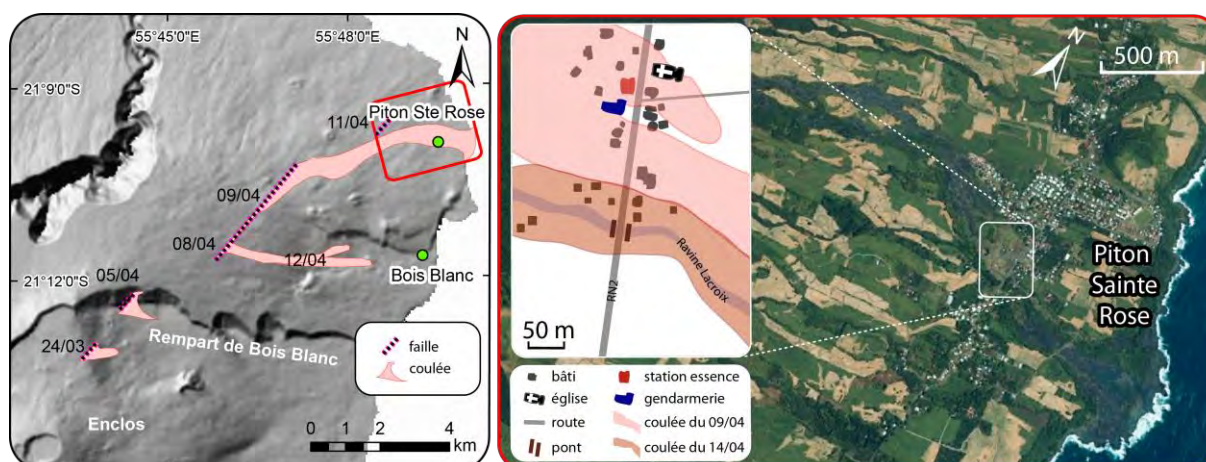 55°45'0"E
55°48'0"E
N
21°9'0"S
Piton Ste Rose
11/04
09/04
08/04
12/04
Bois Blanc
05/04
21°12'0"S
24/03
Rempart de Bois Blanc
Enclos
faille
coulée
0
2
4
km
RN2
Ravine Lacroix
50 m
bâti
station essence
église
gendarmerie
route
coulée du 09/04
pont
coulée du 14/04
N
500 m
Piton
Sainte
Rose